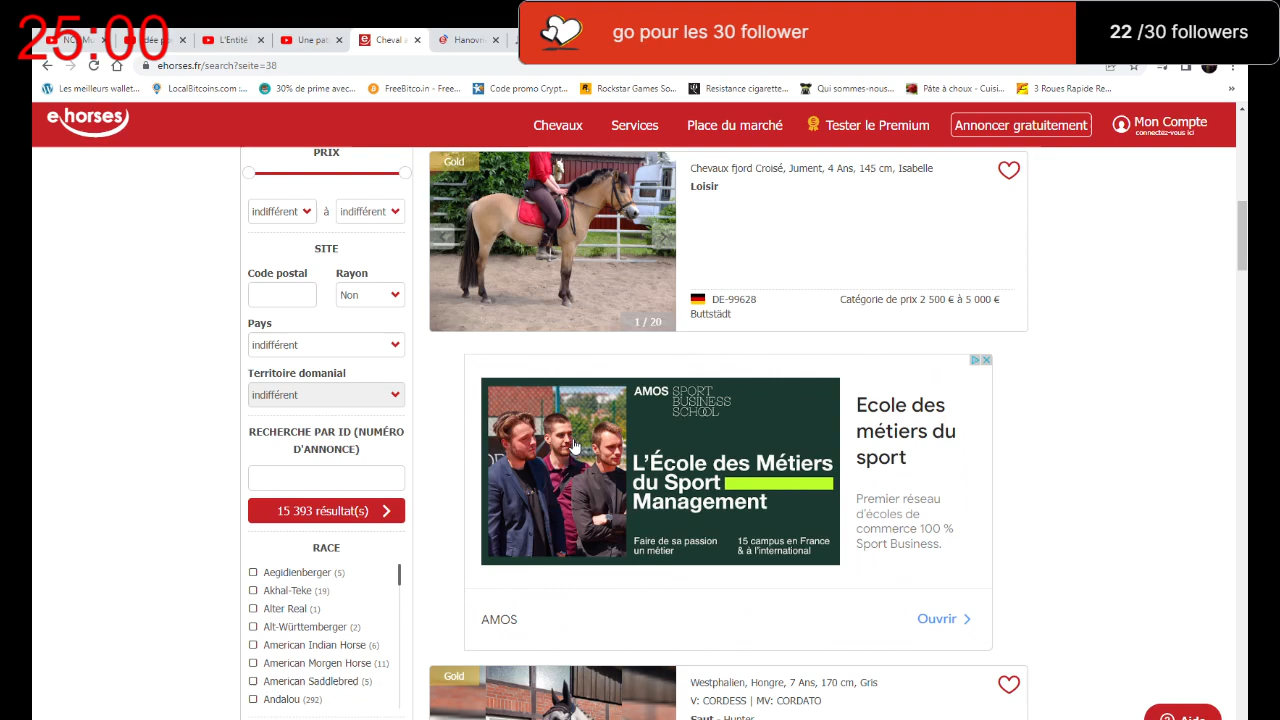 25:00
go pour les 30 follower
22 /30 followers
L'Entité
Une pat
Cheval a
Hanovri
ehorses.fr/search?seite=38
Les meilleurs wallet...
LocalBitcoins.com i...
30% de prime avec...
FreeBitco.in - Free...
Code promo Crypt...
Rockstar Games So...
Resistance cigarette...
Qui sommes-nous...
Pâte à choux - Cuisi...
3 Roues Rapide Re...
»
e·horses
Chevaux
Services
Place du marché
Tester le Premium
Annoncer gratuitement
Mon Compte
connectez-vous ici
PRIX
indifférent
à
indifférent
SITE
Code postal
Rayon
Non
Pays
indifférent
Territoire domanial
indifférent
RECHERCHE PAR ID (NUMÉRO
D'ANNONCE)
15 393 résultat(s)
RACE
Aegidienberger (5)
Akhal-Teke (19)
Alter Real (1)
Alt-Württemberger (2)
American Indian Horse (6)
American Morgen Horse (11)
American Saddlebred (5)
Andalou (292)
Gold
1 / 20
Chevaux fjord Croisé, Jument, 4 Ans, 145 cm, Isabelle
Loisir
DE-99628
Buttstädt
Catégorie de prix 2 500 € à 5 000 €
AMOS SPORT
BUSINESS
SCHOOL
L'École des Métiers
du Sport
Management
Faire de sa passion
un métier
15 campus en France
& à l'international
Ecole des
métiers du
sport
Premier réseau
d'écoles de
commerce 100 %
Sport Business.
AMOS
Ouvrir
Gold
Westphalien, Hongre, 7 Ans, 170 cm, Gris
V: CORDESS | MV: CORDATO
Saut - Hunter
Aide